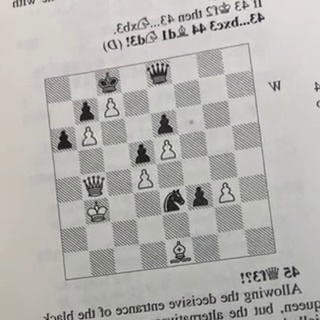 with
If 43 ♔f2 then 43...♘xb3.
43...bxc3 44 ♗d1 ♘d3! (D)
W
45 ♕f3?!
Allowing the decisive entrance of the black
queen, but the alternatives